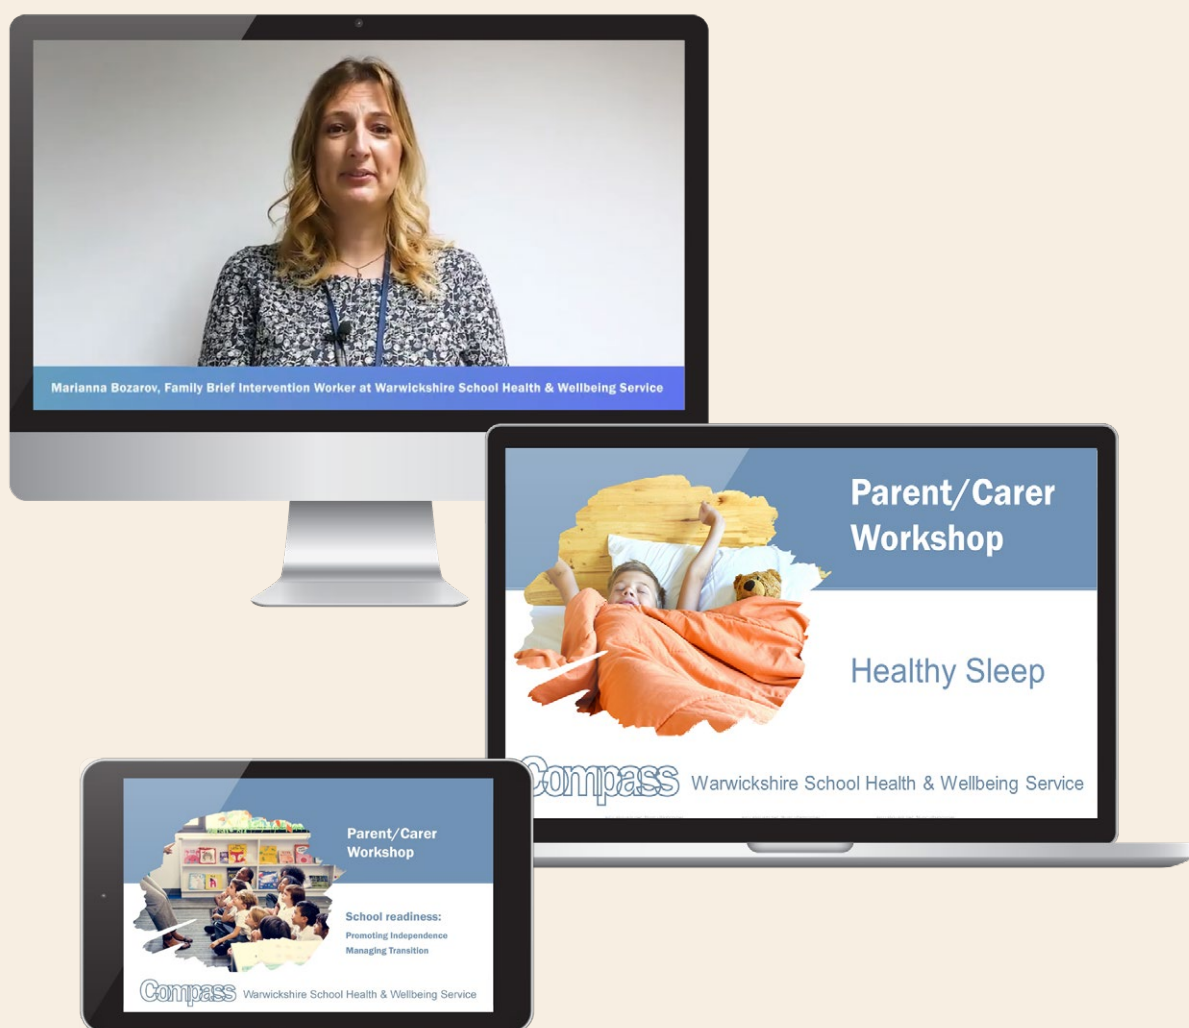 Marianna Bozarov, Family Brief Intervention Worker at Warwickshire School Health & Wellbeing Service
Parent/Carer
Workshop
Healthy Sleep
Compass Warwickshire School Health & Wellbeing Service
Parent/Carer
Workshop
School readiness:
Promoting Independence
Managing Transition
Compass Warwickshire School Health & Wellbeing Service